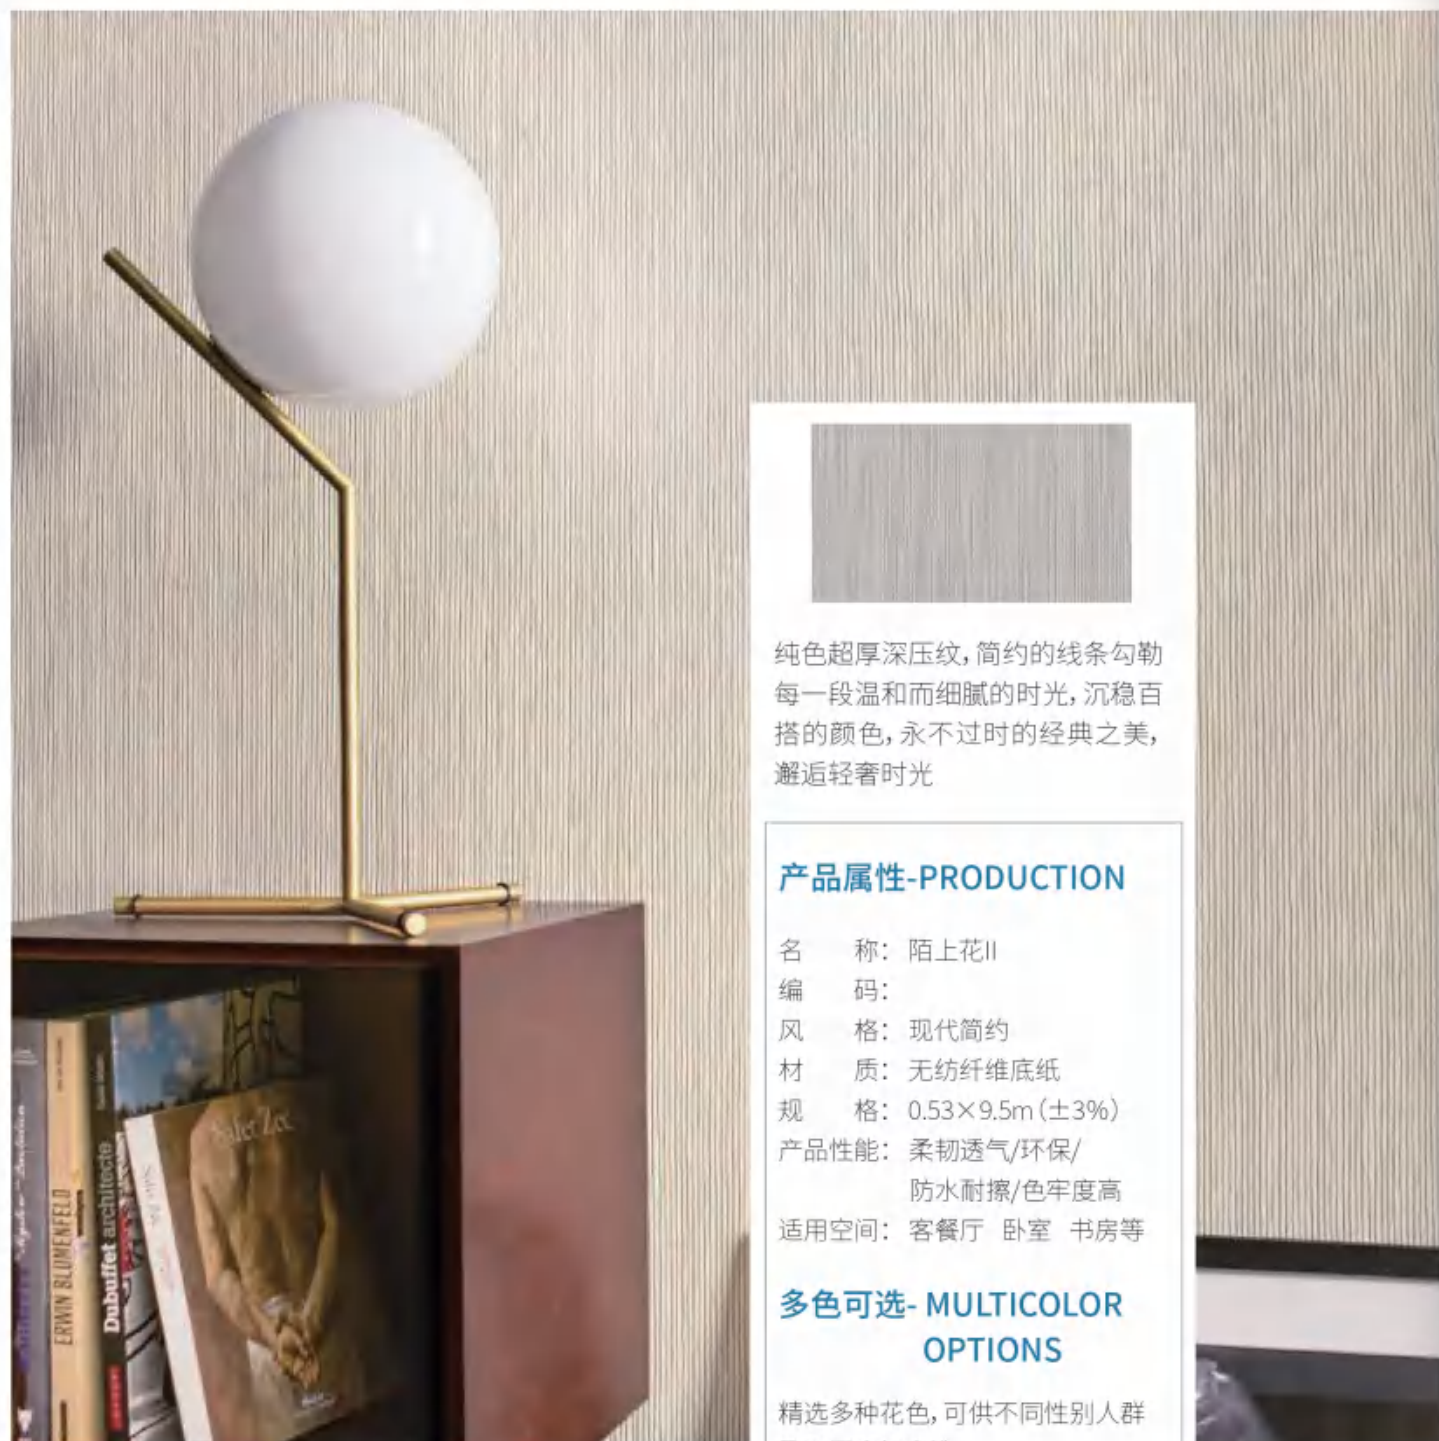 纯色超厚深压纹，简约的线条勾勒
每一段温和而细腻的时光，沉稳百
搭的颜色，永不过时的经典之美，
邂逅轻奢时光
产品属性-PRODUCTION
名 称： 陌上花II
编 码：
风 格： 现代简约
材 质： 无纺纤维底纸
规 格： 0.53×9.5m（±3%）
产品性能： 柔韧透气/环保/
防水耐擦/色牢度高
适用空间： 客餐厅 卧室 书房等
多色可选- MULTICOLOR
OPTIONS
精选多种花色，可供不同性别人群
ERWIN BLUMENFELD
Dubuffet architecte